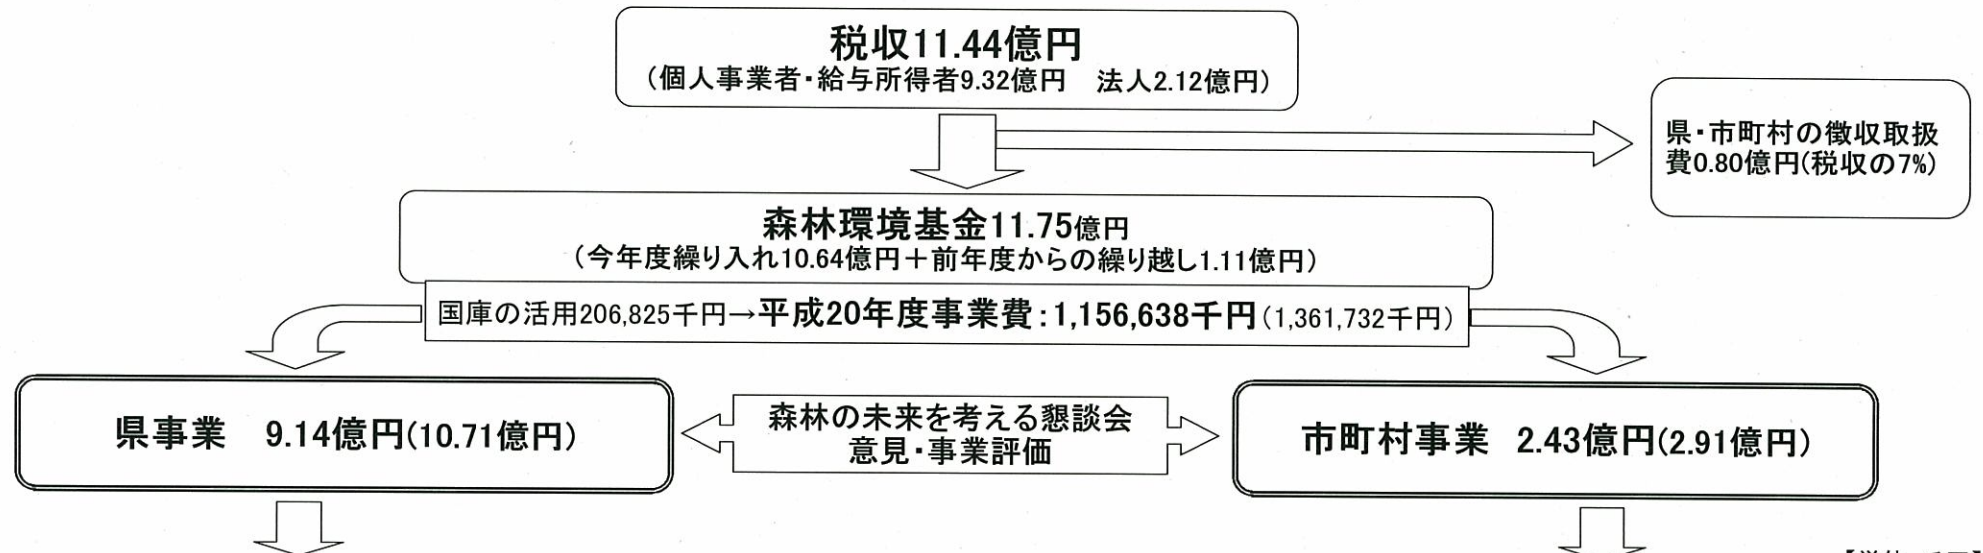 税収11.44億円
（個人事業者・給与所得者9.32億円　法人2.12億円）
県・市町村の徴収取扱
費0.80億円(税収の7%)
森林環境基金11.75億円
（今年度繰り入れ10.64億円＋前年度からの繰り越し1.11億円）
国庫の活用206,825千円→平成20年度事業費：1,156,638千円（1,361,732千円）
県事業　9.14億円(10.71億円)
森林の未来を考える懇談会
意見・事業評価
市町村事業　2.43億円(2.91億円)